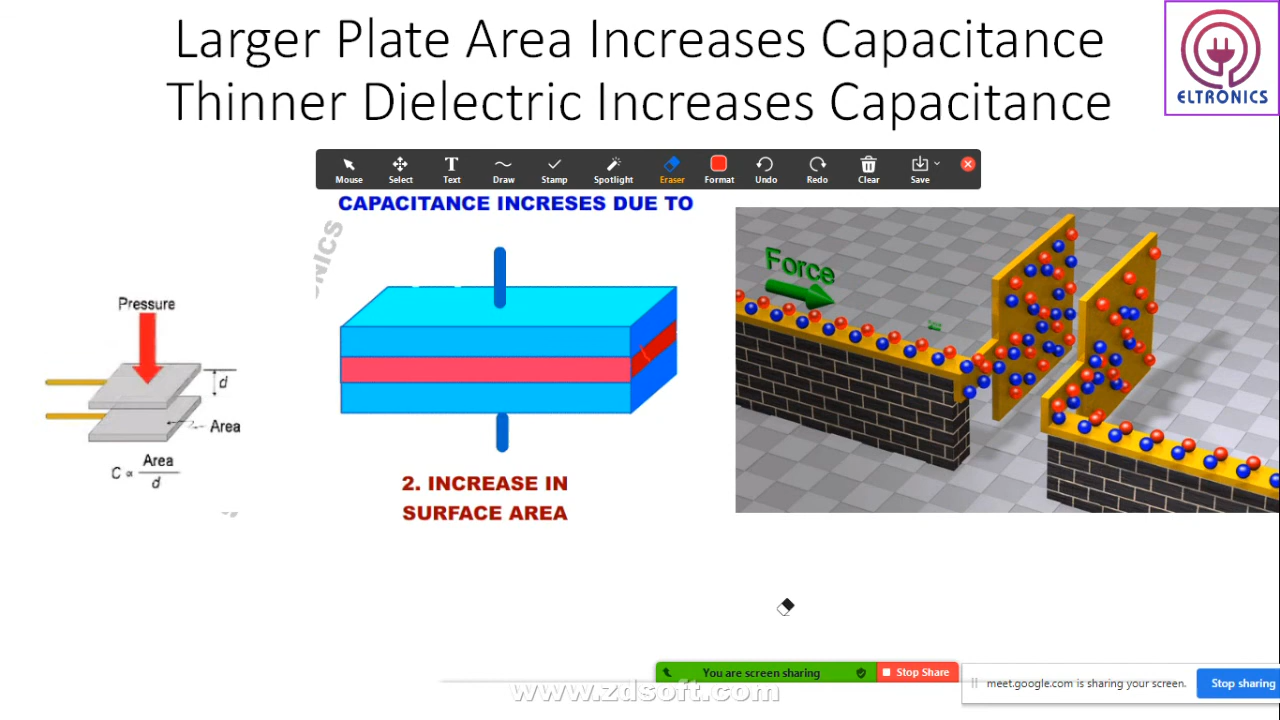 Larger Plate Area Increases Capacitance
Thinner Dielectric Increases Capacitance
ELTRONICS
Mouse
Select
Text
Draw
Stamp
Spotlight
Eraser
Format
Undo
Redo
Clear
Save
CAPACITANCE INCRESES DUE TO
NICS
Pressure
d
Area
C ∝ Area
d
Force
2. INCREASE IN
SURFACE AREA
You are screen sharing
Stop Share
meet.google.com is sharing your screen.
Stop sharing
www.zdsoft.com